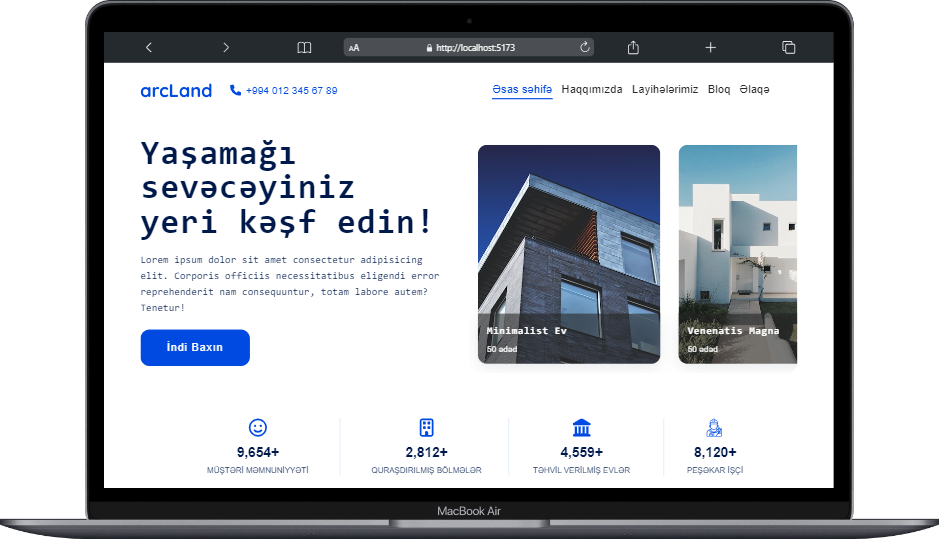 AA http://localhost:5173
arcLand +994 012 345 67 89 Əsas səhifə Haqqımızda Layihələrimiz Bloq Əlaqə
Yaşamağı
sevəcəyiniz
yeri kəşf edin!
Lorem ipsum dolor sit amet consectetur adipisicing
elit. Corporis officiis necessitatibus eligendi error
reprehenderit nam consequuntur, totam labore autem?
Tenetur!
İndi Baxın
Minimalist Ev
50 ədəd
Venenatis Magna
50 ədəd
9,654+
MÜŞTƏRİ MƏMNUNİYYƏTİ
2,812+
QURAŞDIRILMIŞ BÖLMƏLƏR
4,559+
TƏHVİL VERİLMİŞ EVLƏR
8,120+
PEŞƏKAR İŞÇİ
MacBook Air